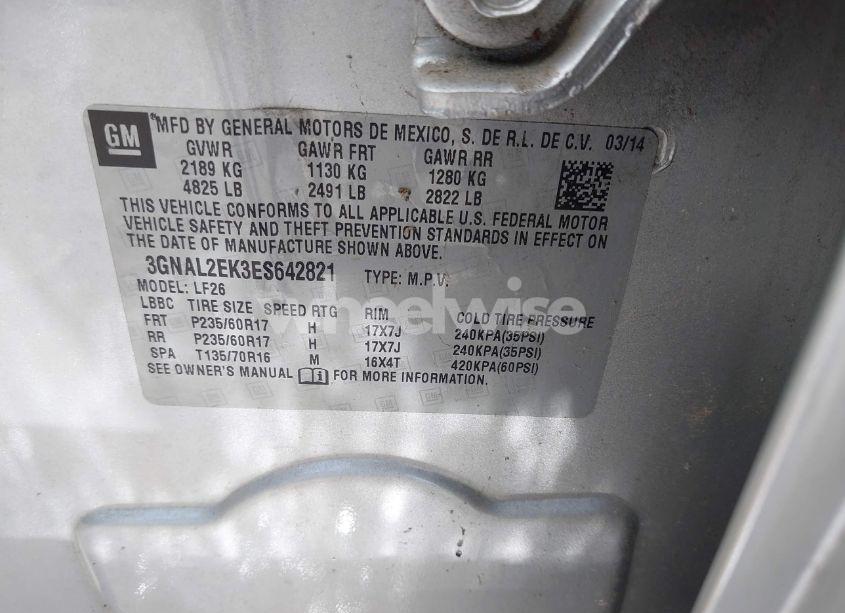 GM
MFD BY GENERAL MOTORS DE MEXICO, S. DE R.L. DE C.V. 03/14
GVWR GAWR FRT GAWR RR
2189 KG 1130 KG 1280 KG
4825 LB 2491 LB 2822 LB
THIS VEHICLE CONFORMS TO ALL APPLICABLE U.S. FEDERAL MOTOR
VEHICLE SAFETY AND THEFT PREVENTION STANDARDS IN EFFECT ON
THE DATE OF MANUFACTURE SHOWN ABOVE.
3GNAL2EK3ES642821 TYPE: M.P.V.
MODEL: LF26
LBBC TIRE SIZE SPEED RTG RIM COLD TIRE PRESSURE
FRT P235/60R17 H 17X7J 240KPA(35PSI)
RR P235/60R17 H 17X7J 240KPA(35PSI)
SPA T135/70R16 M 16X4T 420KPA(60PSI)
SEE OWNER'S MANUAL FOR MORE INFORMATION.
wheelwise